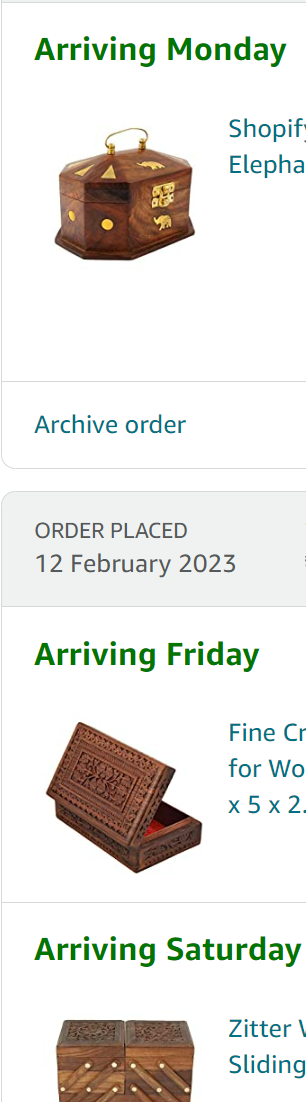 Arriving Monday
Shopify
Elepha
Archive order
ORDER PLACED
12 February 2023
Arriving Friday
Fine Cr
for Wo
x 5 x 2.
Arriving Saturday
Zitter
Sliding